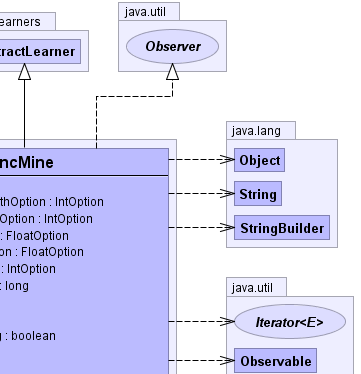 earners
java.util
tractLearner
Observer
java.lang
ncMine
Object
thOption : IntOption
String
Option : IntOption
: FloatOption
StringBuilder
on : FloatOption
: IntOption
: long
java.util
Iterator<E>
g : boolean
Observable